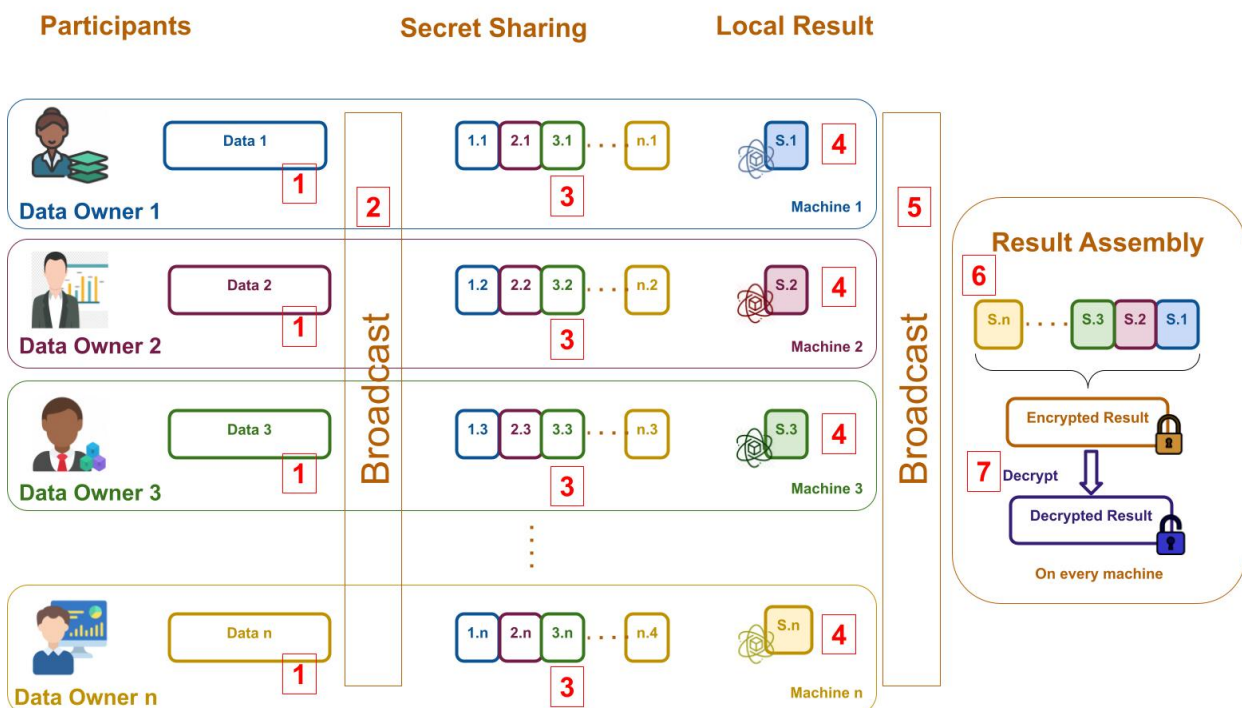 Participants
Secret Sharing
Local Result
Data 1
1.1 2.1 3.1 . . . . n.1
S.1
4
1
2
3
5
Data Owner 1
Machine 1
Data 2
1.2 2.2 3.2 . . . . n.2
S.2
4
1
3
Data Owner 2
Machine 2
Data 3
1.3 2.3 3.3 . . . . n.3
S.3
4
1
3
Data Owner 3
Machine 3
Data n
1.n 2.n 3.n . . . . n.4
S.n
4
1
3
Data Owner n
Machine n
Broadcast
Broadcast
Result Assembly
6
S.n . . . . S.3 S.2 S.1
Encrypted Result
7
Decrypt
Decrypted Result
On every machine